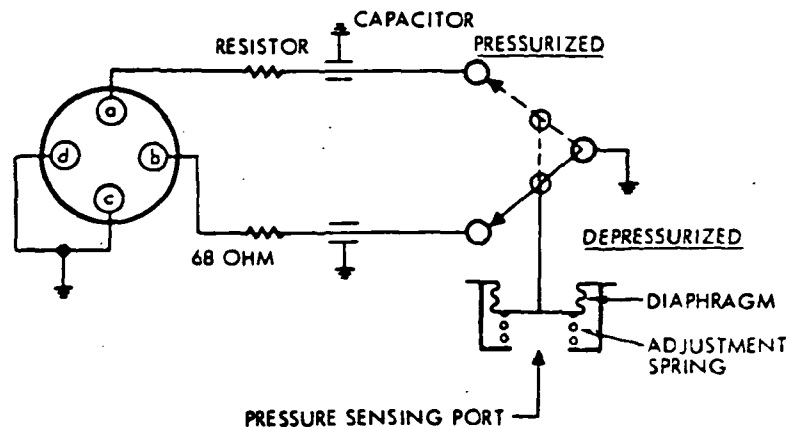 CAPACITOR
RESISTOR
PRESSURIZED
a
d
b
c
68 OHM
DEPRESSURIZED
DIAPHRAGM
ADJUSTMENT
SPRING
PRESSURE SENSING PORT